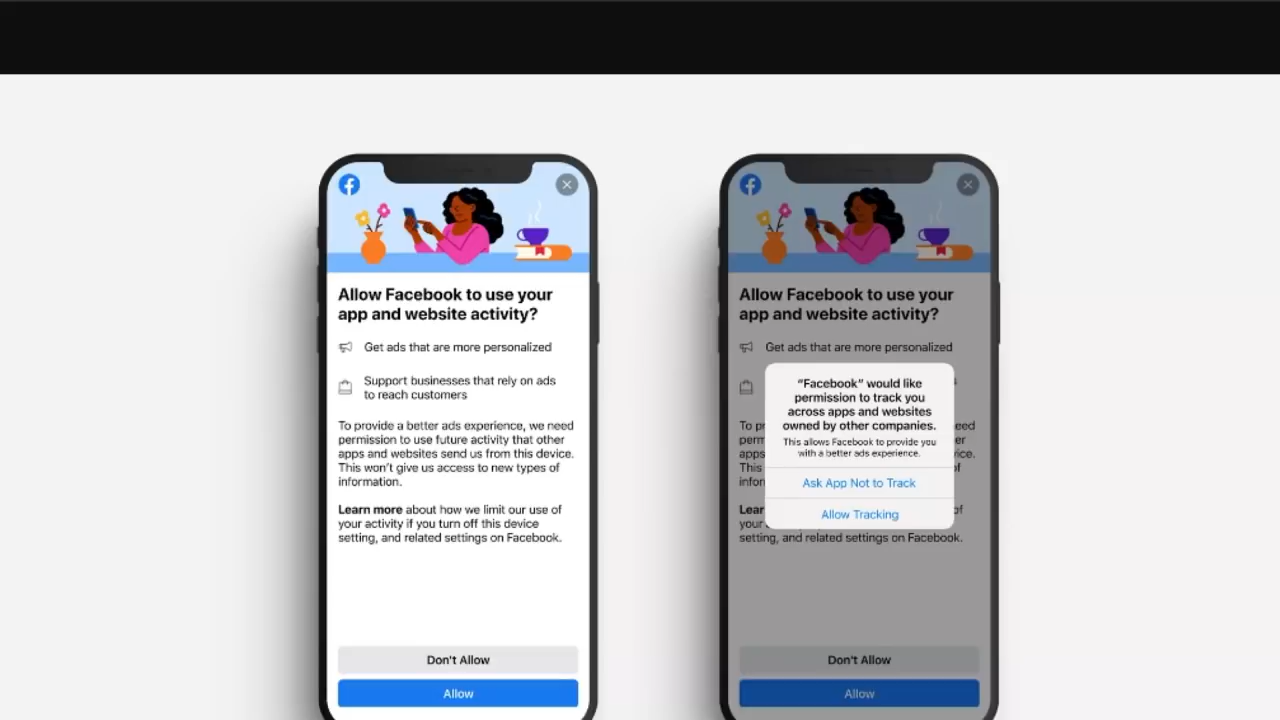 Allow Facebook to use your
app and website activity?
Get ads that are more personalized
Support businesses that rely on ads
to reach customers
To provide a better ads experience, we need
permission to use future activity that other
apps and websites send us from this device.
This won't give us access to new types of
information.
Learn more about how we limit our use of
your activity if you turn off this device
setting, and related settings on Facebook.
Don't Allow
Allow
Allow Facebook to use your
app and website activity?
Get ads that are more personalized
“Facebook” would like
permission to track you
across apps and websites
owned by other companies.
This allows Facebook to provide you
with a better ads experience.
Ask App Not to Track
Allow Tracking
setting, and related settings on Facebook.
Don't Allow
Allow